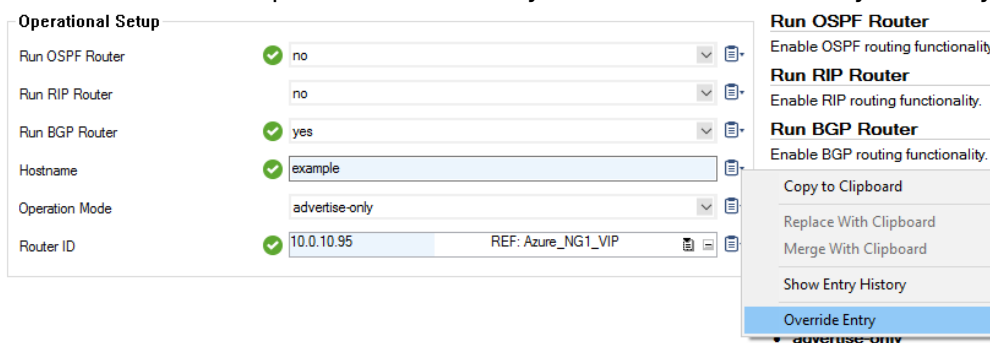 Operational Setup
Run OSPF Router no
Run RIP Router no
Run BGP Router yes
Hostname example
Operation Mode advertise-only
Router ID 10.0.10.95 REF: Azure_NG1_VIP
Run OSPF Router
Enable OSPF routing functionality
Run RIP Router
Enable RIP routing functionality.
Run BGP Router
Enable BGP routing functionality.
Copy to Clipboard
Replace With Clipboard
Merge With Clipboard
Show Entry History
Override Entry
• advertise-only